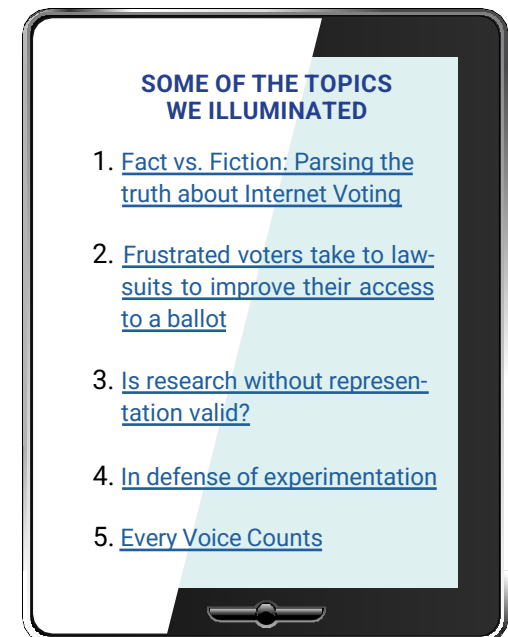 SOME OF THE TOPICS
WE ILLUMINATED
1. Fact vs. Fiction: Parsing the
truth about Internet Voting
2. Frustrated voters take to law-
suits to improve their access
to a ballot
3. Is research without represen-
tation valid?
4. In defense of experimentation
5. Every Voice Counts